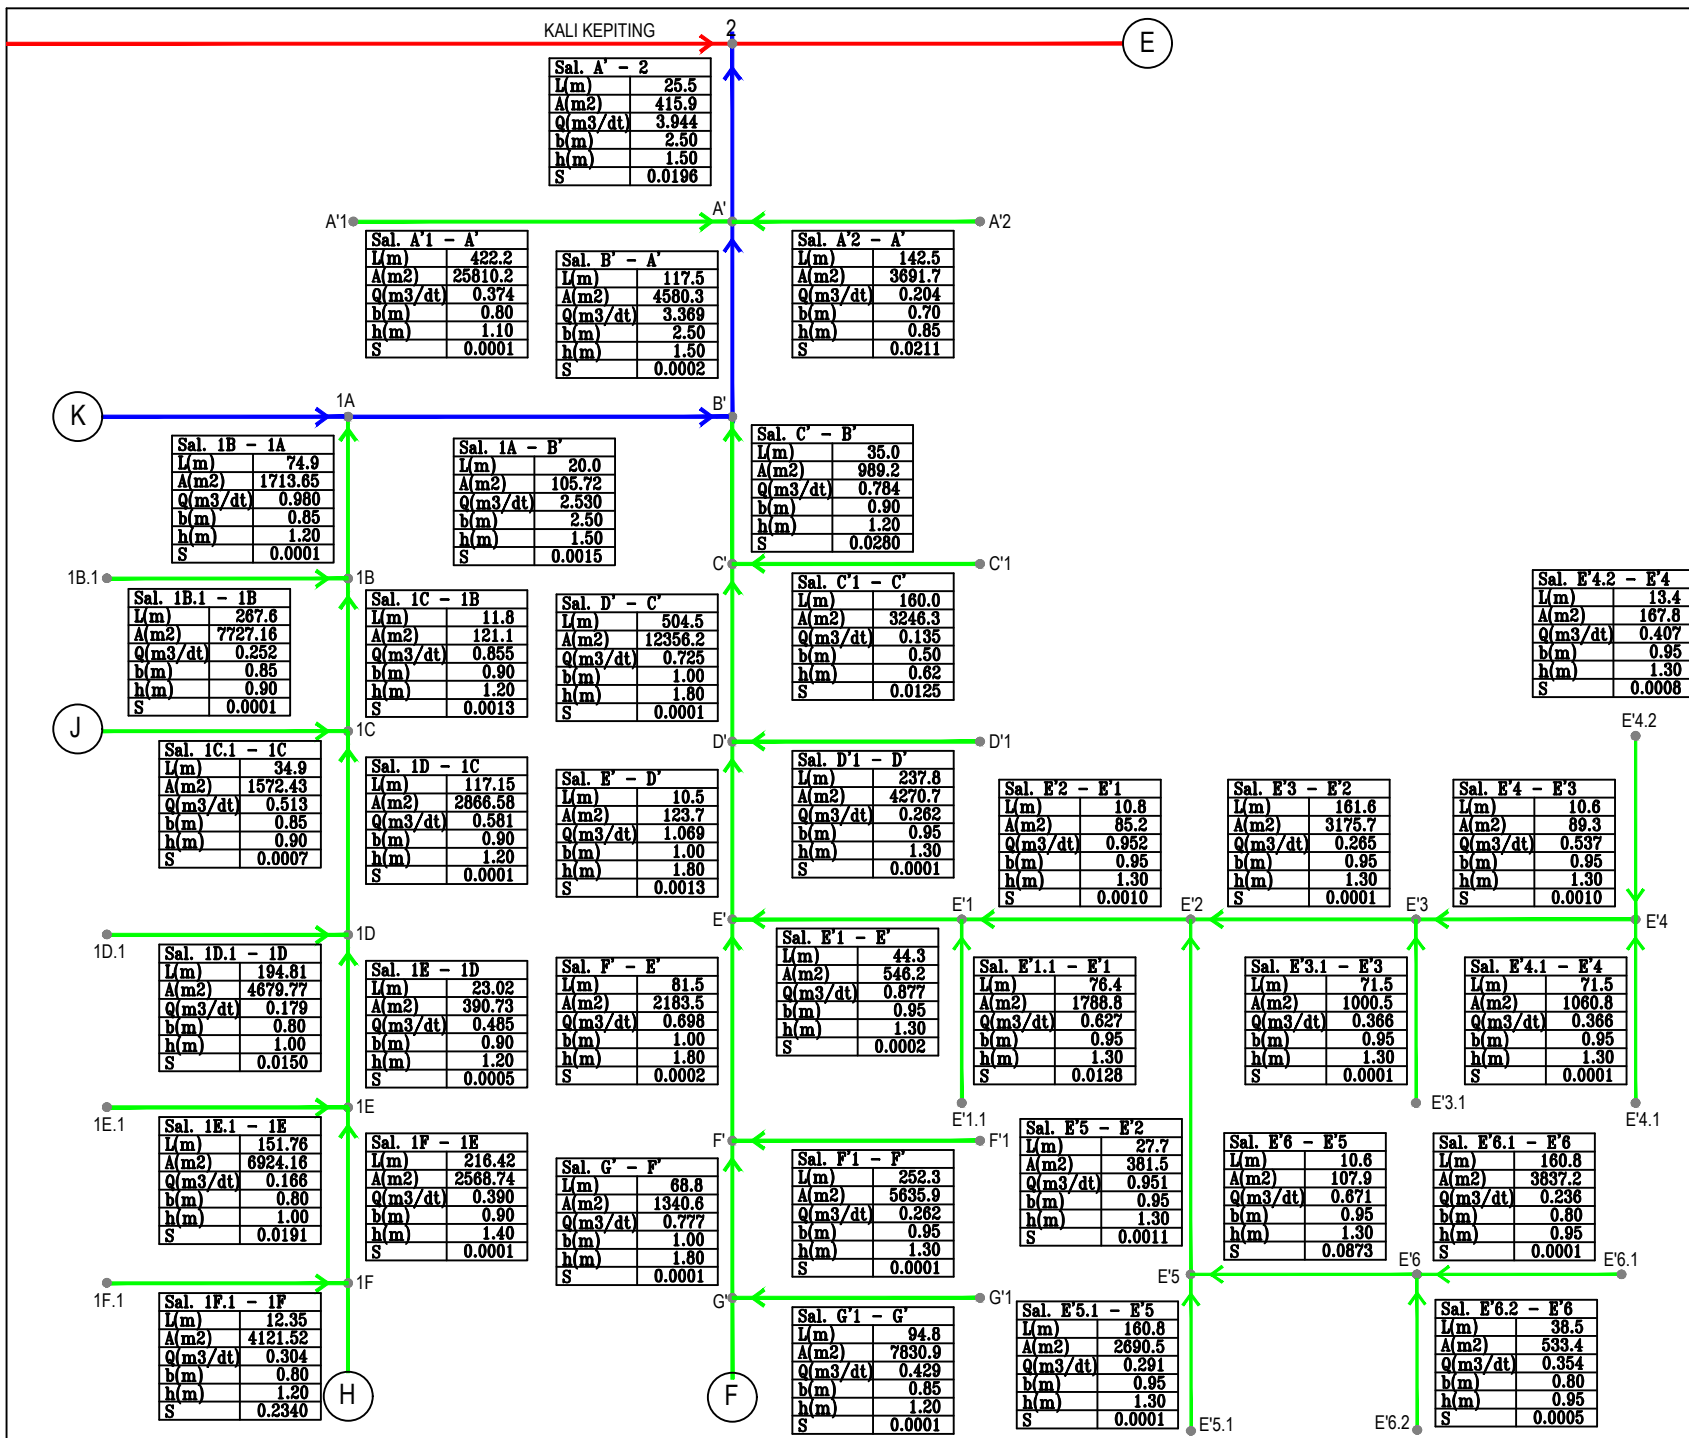 KALI KEPITING
2
E
Sal. A' - 2
L(m) 25.5
A(m2) 415.9
Q(m3/dt) 3.944
b(m) 2.50
h(m) 1.50
S 0.0196
A'1
A'
A'2
Sal. A'1 - A'
L(m) 422.2
A(m2) 25810.2
Q(m3/dt) 0.374
b(m) 0.80
h(m) 1.10
S 0.0001
Sal. B' - A'
L(m) 117.5
A(m2) 4580.3
Q(m3/dt) 3.369
b(m) 2.50
h(m) 1.50
S 0.0002
Sal. A'2 - A'
L(m) 142.5
A(m2) 3691.7
Q(m3/dt) 0.204
b(m) 0.70
h(m) 0.85
S 0.0211
K
1A
B'
Sal. 1B - 1A
L(m) 74.9
A(m2) 1713.65
Q(m3/dt) 0.980
b(m) 0.85
h(m) 1.20
S 0.0001
Sal. 1A - B'
L(m) 20.0
A(m2) 105.72
Q(m3/dt) 2.530
b(m) 2.50
h(m) 1.50
S 0.0015
Sal. C' - B'
L(m) 35.0
A(m2) 989.2
Q(m3/dt) 0.784
b(m) 0.90
h(m) 1.20
S 0.0280
1B.1
1B
C'
C'1
Sal. 1B.1 - 1B
L(m) 267.6
A(m2) 7727.16
Q(m3/dt) 0.252
b(m) 0.85
h(m) 0.90
S 0.0001
Sal. 1C - 1B
L(m) 11.8
A(m2) 121.1
Q(m3/dt) 0.855
b(m) 0.90
h(m) 1.20
S 0.0013
Sal. D' - C'
L(m) 504.5
A(m2) 12356.2
Q(m3/dt) 0.725
b(m) 1.00
h(m) 1.80
S 0.0001
Sal. C'1 - C'
L(m) 160.0
A(m2) 3246.3
Q(m3/dt) 0.135
b(m) 0.50
h(m) 0.62
S 0.0125
Sal. E'4.2 - E'4
L(m) 13.4
A(m2) 167.8
Q(m3/dt) 0.407
b(m) 0.95
h(m) 1.30
S 0.0008
J
1C
D'
D'1
E'4.2
Sal. 1C.1 - 1C
L(m) 34.9
A(m2) 1572.43
Q(m3/dt) 0.513
b(m) 0.85
h(m) 0.90
S 0.0007
Sal. 1D - 1C
L(m) 117.15
A(m2) 2866.58
Q(m3/dt) 0.581
b(m) 0.90
h(m) 1.20
S 0.0001
Sal. E' - D'
L(m) 10.5
A(m2) 123.7
Q(m3/dt) 1.069
b(m) 1.00
h(m) 1.80
S 0.0013
Sal. D'1 - D'
L(m) 237.8
A(m2) 4270.7
Q(m3/dt) 0.262
b(m) 0.95
h(m) 1.30
S 0.0001
Sal. E'2 - E'1
L(m) 10.8
A(m2) 85.2
Q(m3/dt) 0.952
b(m) 0.95
h(m) 1.30
S 0.0010
Sal. E'3 - E'2
L(m) 161.6
A(m2) 3175.7
Q(m3/dt) 0.265
b(m) 0.95
h(m) 1.30
S 0.0001
Sal. E'4 - E'3
L(m) 10.6
A(m2) 89.3
Q(m3/dt) 0.537
b(m) 0.95
h(m) 1.30
S 0.0010
1D.1
1D
E'
E'1
E'2
E'3
E'4
Sal. 1D.1 - 1D
L(m) 194.81
A(m2) 4679.77
Q(m3/dt) 0.179
b(m) 0.80
h(m) 1.00
S 0.0150
Sal. 1E - 1D
L(m) 23.02
A(m2) 390.73
Q(m3/dt) 0.485
b(m) 0.90
h(m) 1.20
S 0.0005
Sal. F' - E'
L(m) 81.5
A(m2) 2183.5
Q(m3/dt) 0.698
b(m) 1.00
h(m) 1.80
S 0.0002
Sal. E'1 - E'
L(m) 44.3
A(m2) 546.2
Q(m3/dt) 0.877
b(m) 0.95
h(m) 1.30
S 0.0002
Sal. E'1.1 - E'1
L(m) 76.4
A(m2) 1788.8
Q(m3/dt) 0.627
b(m) 0.95
h(m) 1.30
S 0.0128
Sal. E'3.1 - E'3
L(m) 71.5
A(m2) 1000.5
Q(m3/dt) 0.366
b(m) 0.95
h(m) 1.30
S 0.0001
Sal. E'4.1 - E'4
L(m) 71.5
A(m2) 1060.8
Q(m3/dt) 0.366
b(m) 0.95
h(m) 1.30
S 0.0001
1E.1
1E
E'1.1
E'3.1
E'4.1
Sal. 1E.1 - 1E
L(m) 151.76
A(m2) 6924.16
Q(m3/dt) 0.166
b(m) 0.80
h(m) 1.00
S 0.0191
Sal. 1F - 1E
L(m) 216.42
A(m2) 2568.74
Q(m3/dt) 0.390
b(m) 0.90
h(m) 1.40
S 0.0001
F'
F'1
Sal. G' - F'
L(m) 68.8
A(m2) 1340.6
Q(m3/dt) 0.777
b(m) 1.00
h(m) 1.80
S 0.0001
Sal. F'1 - F'
L(m) 252.3
A(m2) 5635.9
Q(m3/dt) 0.262
b(m) 0.95
h(m) 1.30
S 0.0001
Sal. E'5 - E'2
L(m) 27.7
A(m2) 381.5
Q(m3/dt) 0.951
b(m) 0.95
h(m) 1.30
S 0.0011
Sal. E'6 - E'5
L(m) 10.6
A(m2) 107.9
Q(m3/dt) 0.671
b(m) 0.95
h(m) 1.30
S 0.0873
Sal. E'6.1 - E'6
L(m) 160.8
A(m2) 3837.2
Q(m3/dt) 0.236
b(m) 0.80
h(m) 0.95
S 0.0001
1F.1
1F
G'
G'1
E'5
E'6
E'6.1
Sal. 1F.1 - 1F
L(m) 12.35
A(m2) 4121.52
Q(m3/dt) 0.304
b(m) 0.80
h(m) 1.20
S 0.2340
H
F
Sal. G'1 - G'
L(m) 94.8
A(m2) 7830.9
Q(m3/dt) 0.429
b(m) 0.85
h(m) 1.20
S 0.0001
Sal. E'5.1 - E'5
L(m) 160.8
A(m2) 2690.5
Q(m3/dt) 0.291
b(m) 0.95
h(m) 1.30
S 0.0001
Sal. E'6.2 - E'6
L(m) 38.5
A(m2) 533.4
Q(m3/dt) 0.354
b(m) 0.80
h(m) 0.95
S 0.0005
E'5.1
E'6.2